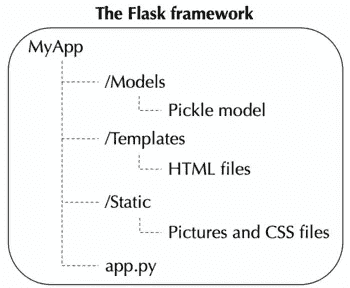 The Flask framework
MyApp
/Models
Pickle model
/Templates
HTML files
/Static
Pictures and CSS files
app.py